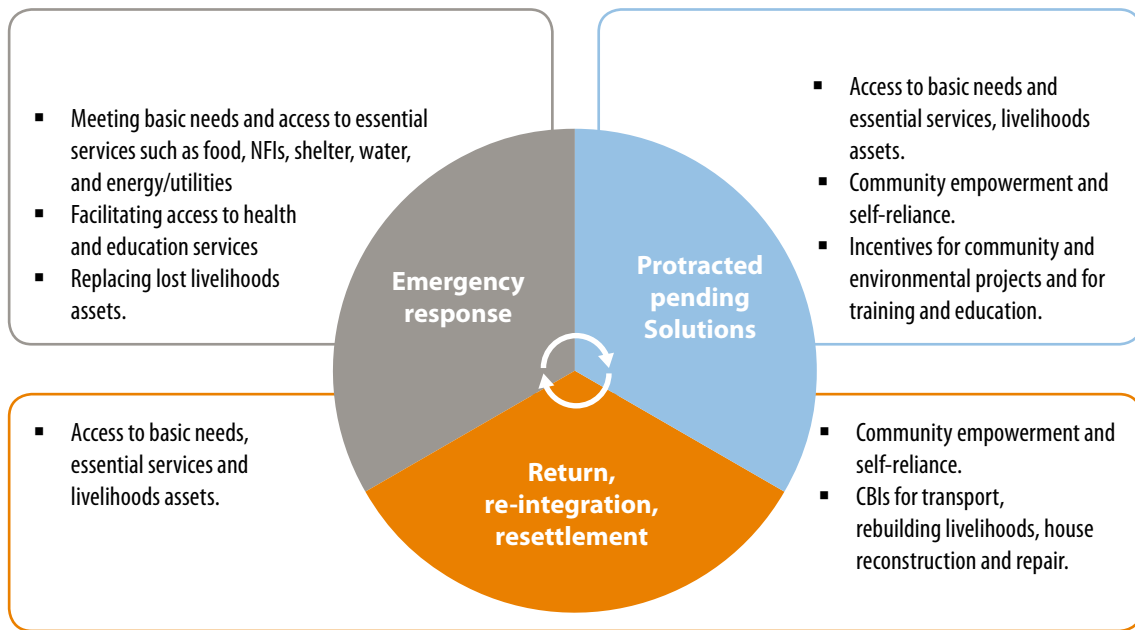 ▪ Meeting basic needs and access to essential
services such as food, NFIs, shelter, water,
and energy/utilities
▪ Facilitating access to health
and education services
▪ Replacing lost livelihoods
assets.
▪ Access to basic needs and
essential services, livelihoods
assets.
▪ Community empowerment and
self-reliance.
▪ Incentives for community and
environmental projects and for
training and education.
Emergency
response
Protracted
pending
Solutions
▪ Access to basic needs,
essential services and
livelihoods assets.
Return,
re-integration,
resettlement
▪ Community empowerment and
self-reliance.
▪ CBIs for transport,
rebuilding livelihoods, house
reconstruction and repair.